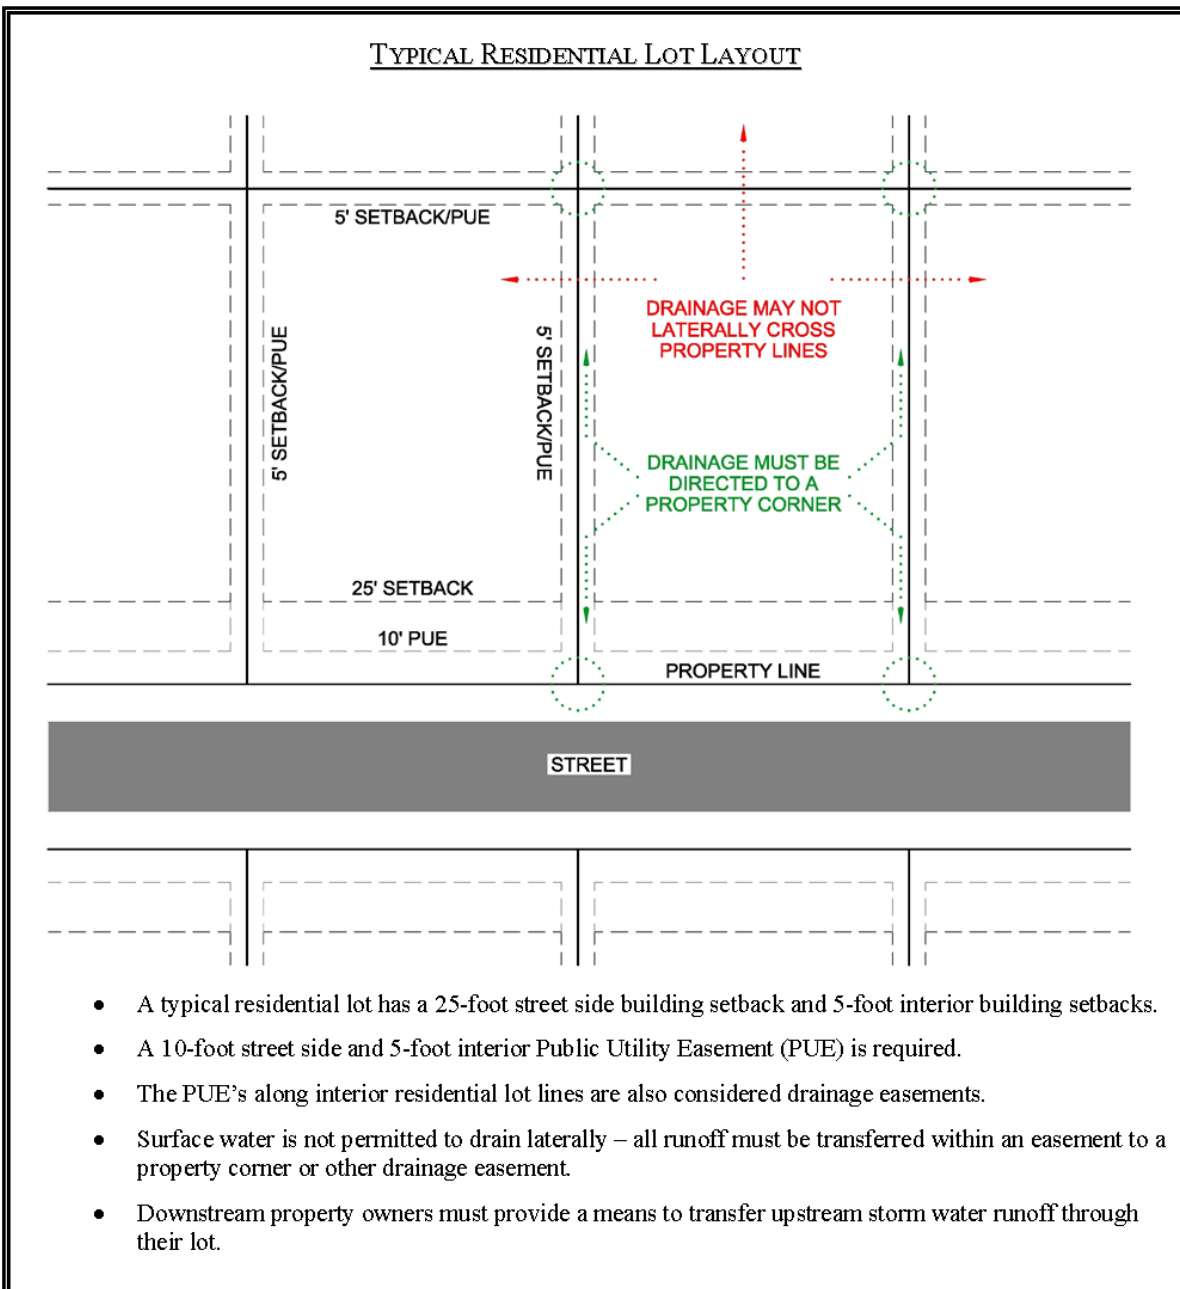 TYPICAL RESIDENTIAL LOT LAYOUT
5' SETBACK/PUE
5' SETBACK/PUE
5' SETBACK/PUE
DRAINAGE MAY NOT
LATERALLY CROSS
PROPERTY LINES
DRAINAGE MUST BE
DIRECTED TO A
PROPERTY CORNER
25' SETBACK
10' PUE
PROPERTY LINE
STREET
• A typical residential lot has a 25-foot street side building setback and 5-foot interior building setbacks.
• A 10-foot street side and 5-foot interior Public Utility Easement (PUE) is required.
• The PUE’s along interior residential lot lines are also considered drainage easements.
• Surface water is not permitted to drain laterally – all runoff must be transferred within an easement to a
property corner or other drainage easement.
• Downstream property owners must provide a means to transfer upstream storm water runoff through
their lot.